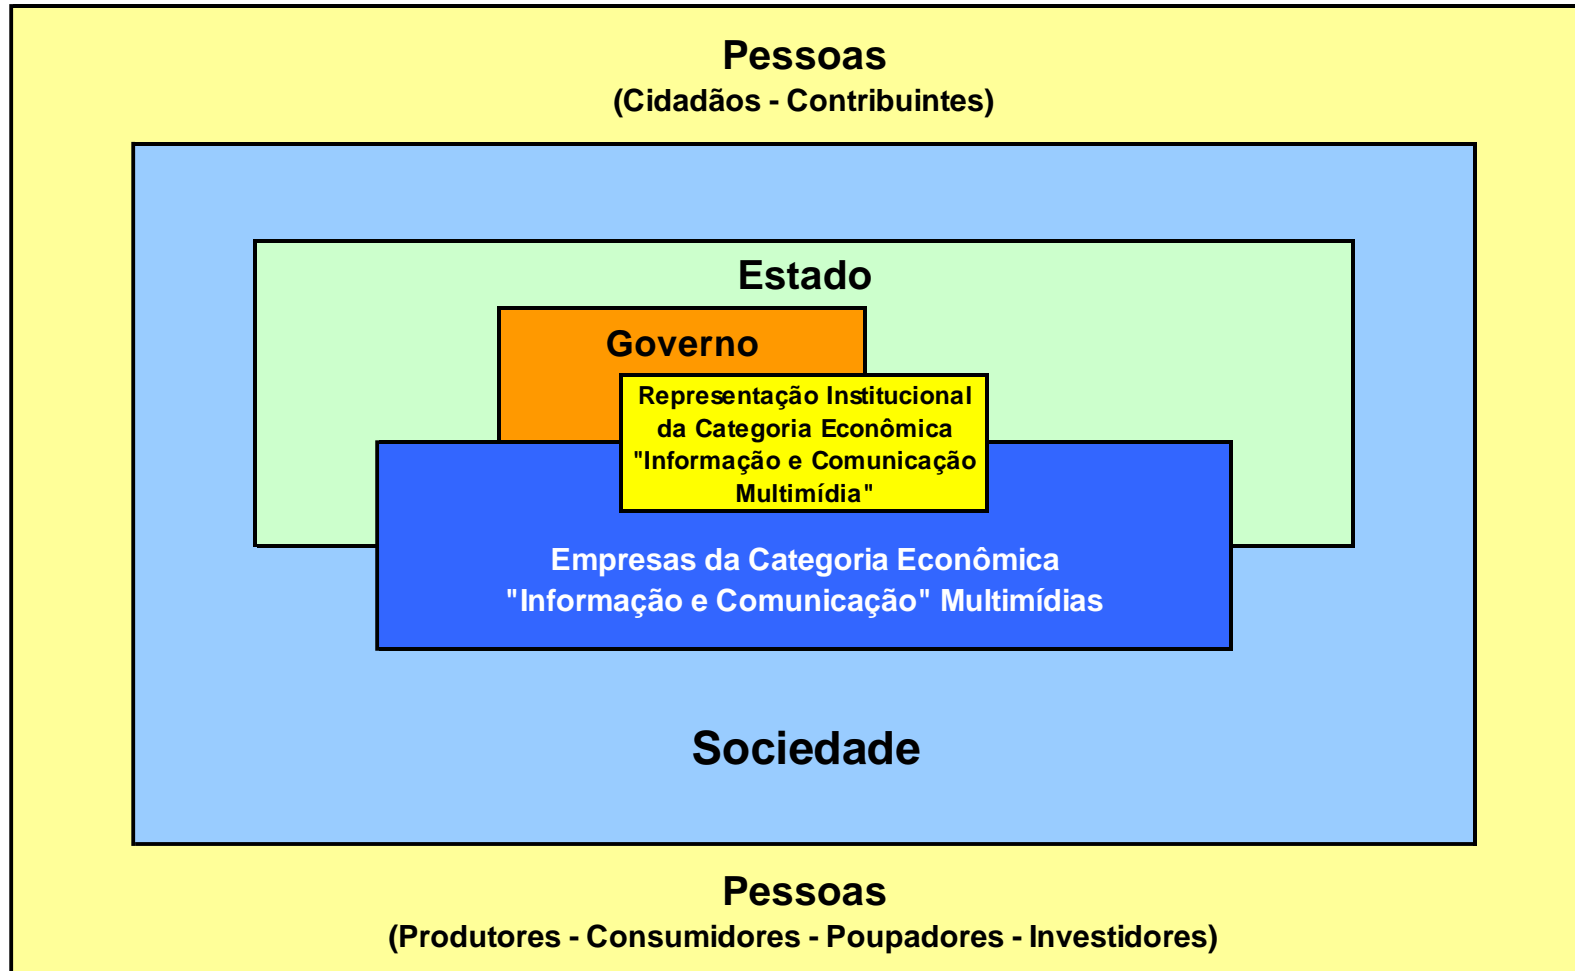 Pessoas
(Cidadãos - Contribuintes)
Estado
Governo
Representação Institucional
da Categoria Econômica
"Informação e Comunicação
Multimídia"
Empresas da Categoria Econômica
"Informação e Comunicação" Multimídias
Sociedade
Pessoas
(Produtores - Consumidores - Poupadores - Investidores)